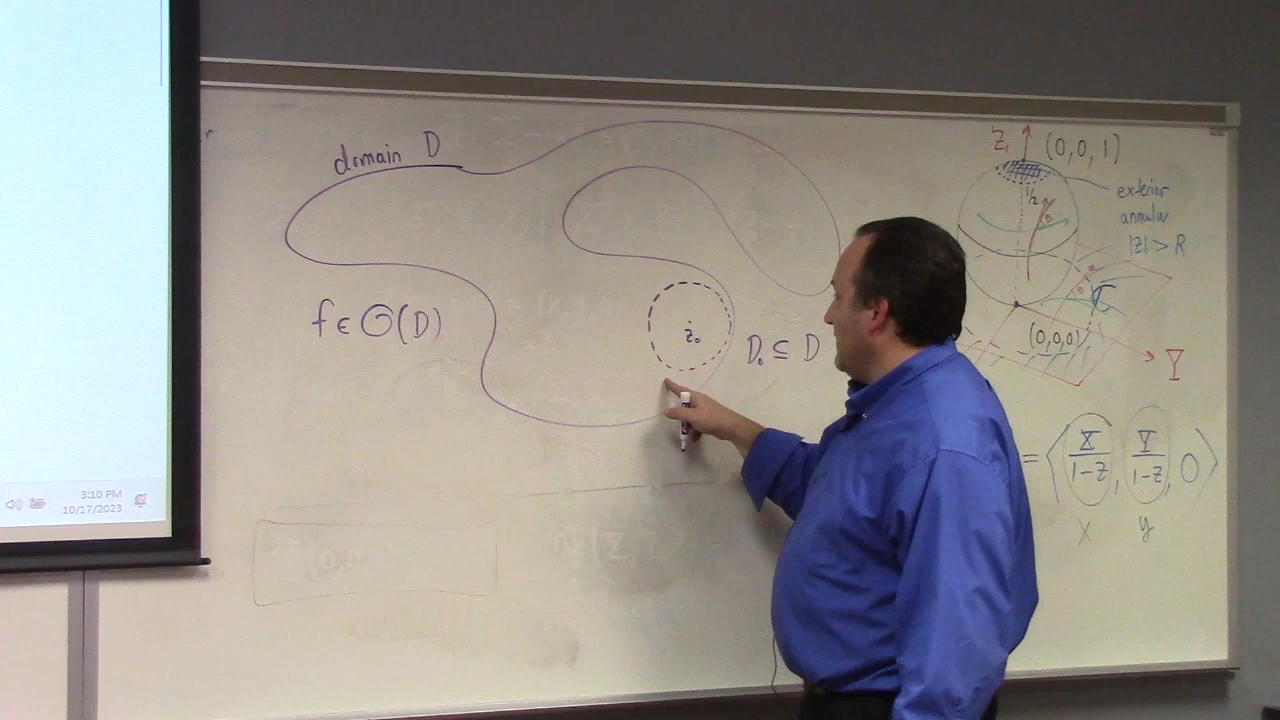 domain D
f ∈ O(D)
z₀
D₀ ⊆ D
Z
(0,0,1)
1/2
exterior
annular
|z| > R
θ
θ
ℂ
(0,0,0)
Y
= ⟨ X/(1-Z), Y/(1-Z), 0 ⟩
x y
3:10 PM
10/17/2023